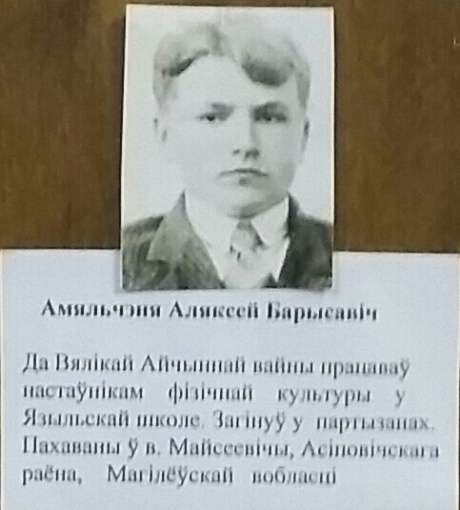 Амяльчэня Аляксей Барысавіч
Да Вялікай Айчыннай вайны працаваў
настаўнікам фізічнай культуры у
Языльскай школе. Загінуў у партызанах.
Пахаваны ў в. Майсеевічы, Асіповічскага
раёна, Магілёўскай вобласці